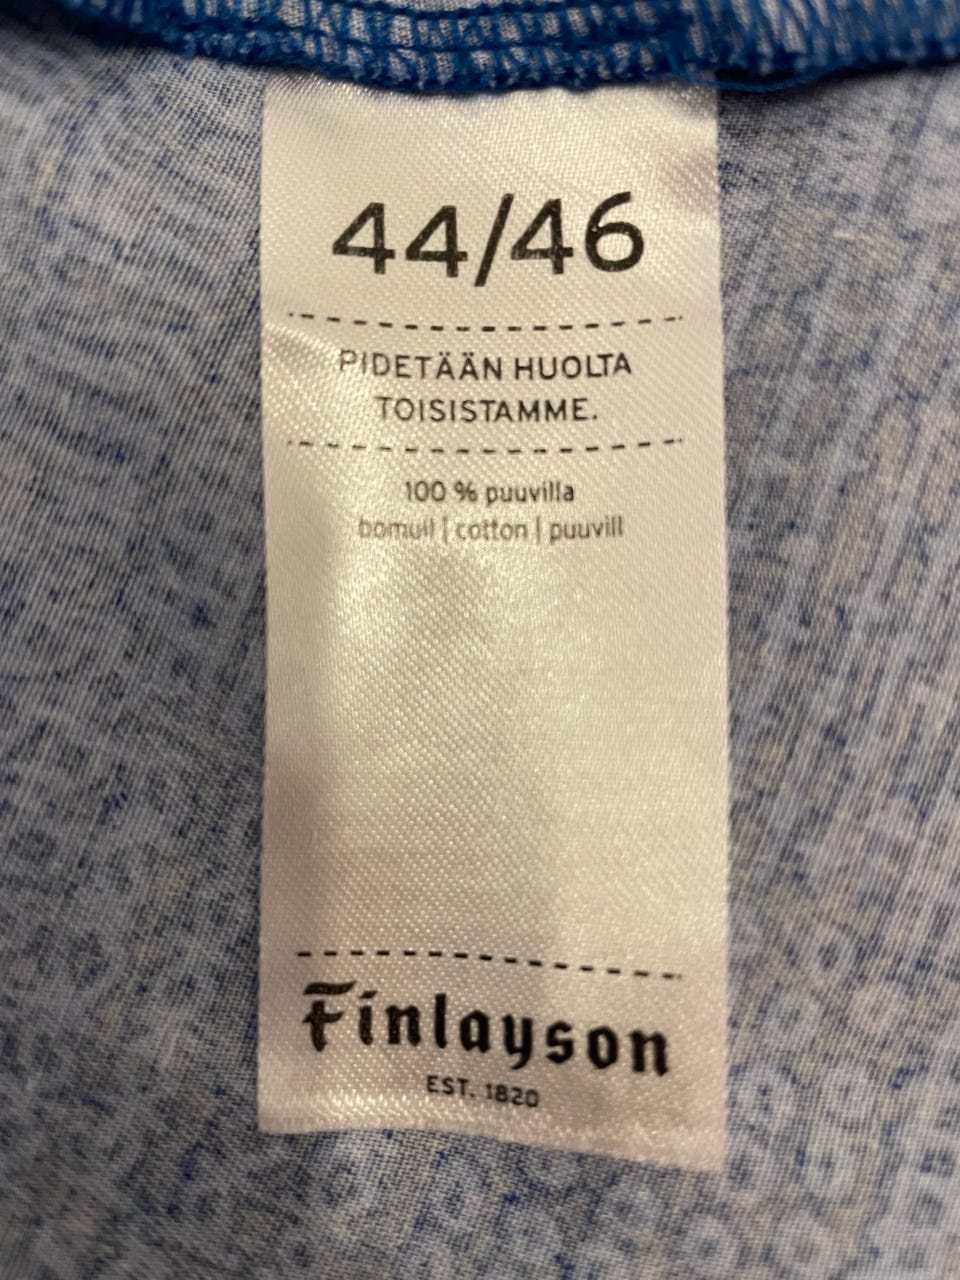 44/46
PIDETÄÄN HUOLTA
TOISISTAMME.
100 % puuvilla
bomull | cotton | puuvill
Finlayson
EST. 1820